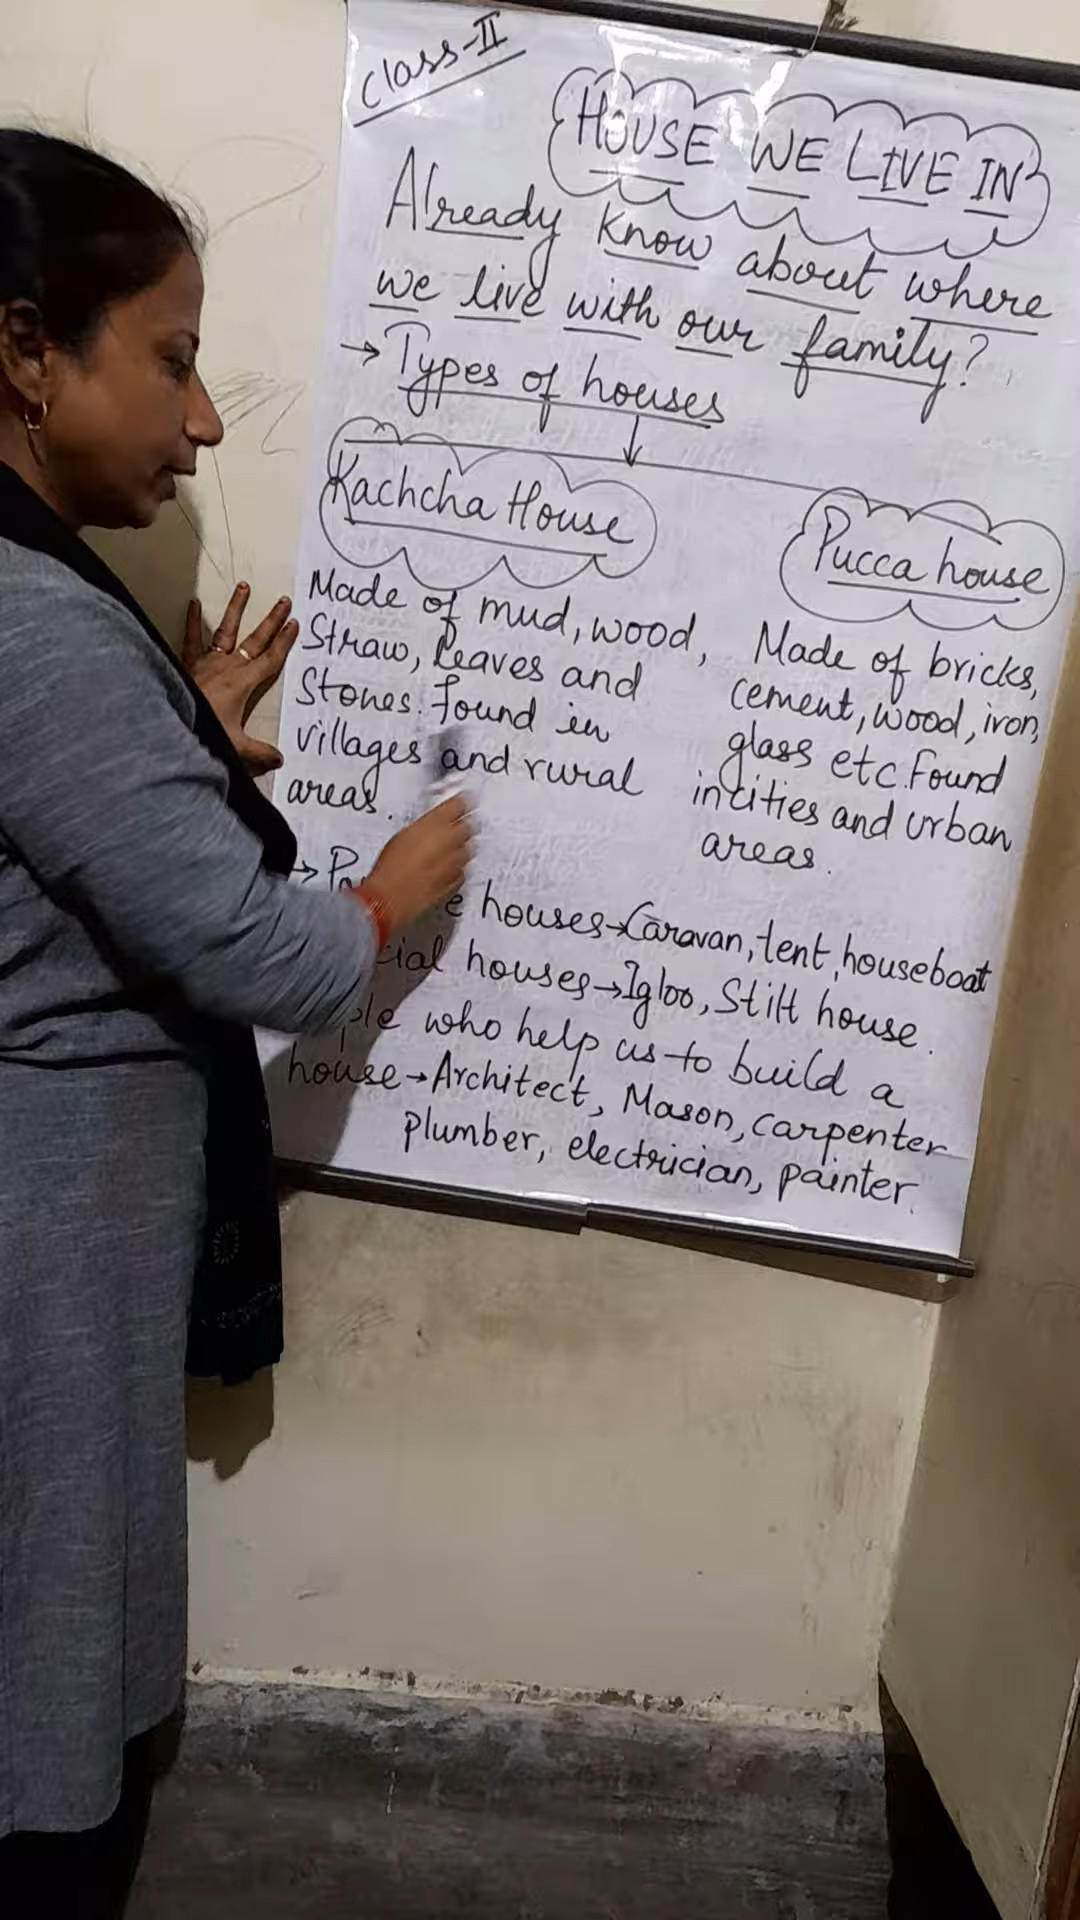 Class-II
HOUSE WE LIVE IN
Already know about where
we live with our family?
→ Types of houses
Kachcha House
Made of mud, wood,
Straw, leaves and
Stones. found in
villages and rural
areas.
Pucca house
Made of bricks,
cement, wood, iron,
glass etc. Found
in cities and urban
areas.
→ houses→Caravan, tent, houseboat
houses→Igloo, Stilt house.
who help us to build a
house→Architect, Mason, carpenter
plumber, electrician, painter.